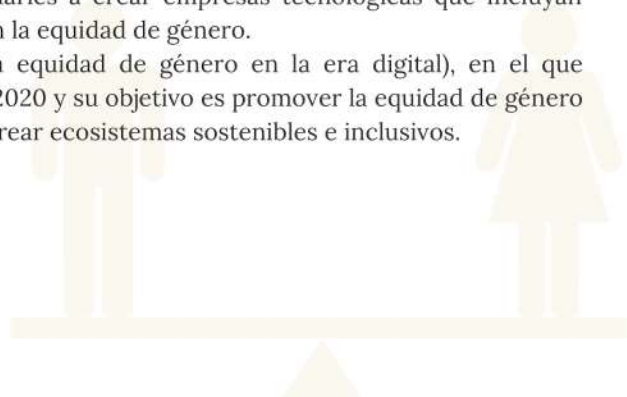 a crear empresas tecnológicas que incluyan
la equidad de género.
equidad de género en la era digital), en el que
2020 y su objetivo es promover la equidad de género
rear ecosistemas sostenibles e inclusivos.